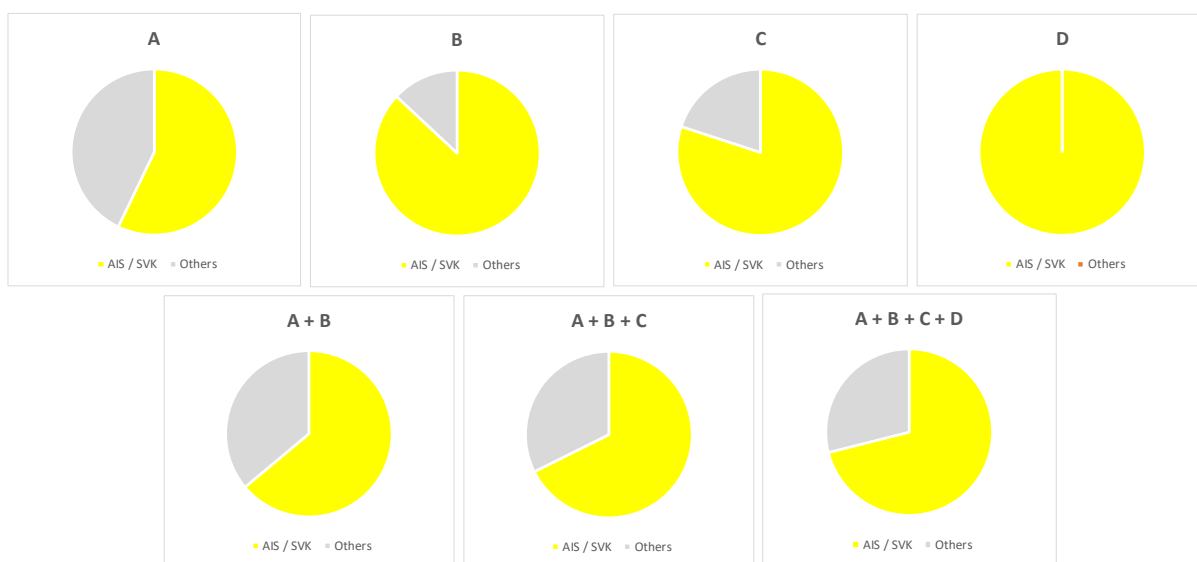 A
AIS / SVK Others
B
AIS / SVK Others
C
AIS / SVK Others
D
AIS / SVK Others
A + B
AIS / SVK Others
A + B + C
AIS / SVK Others
A + B + C + D
AIS / SVK Others